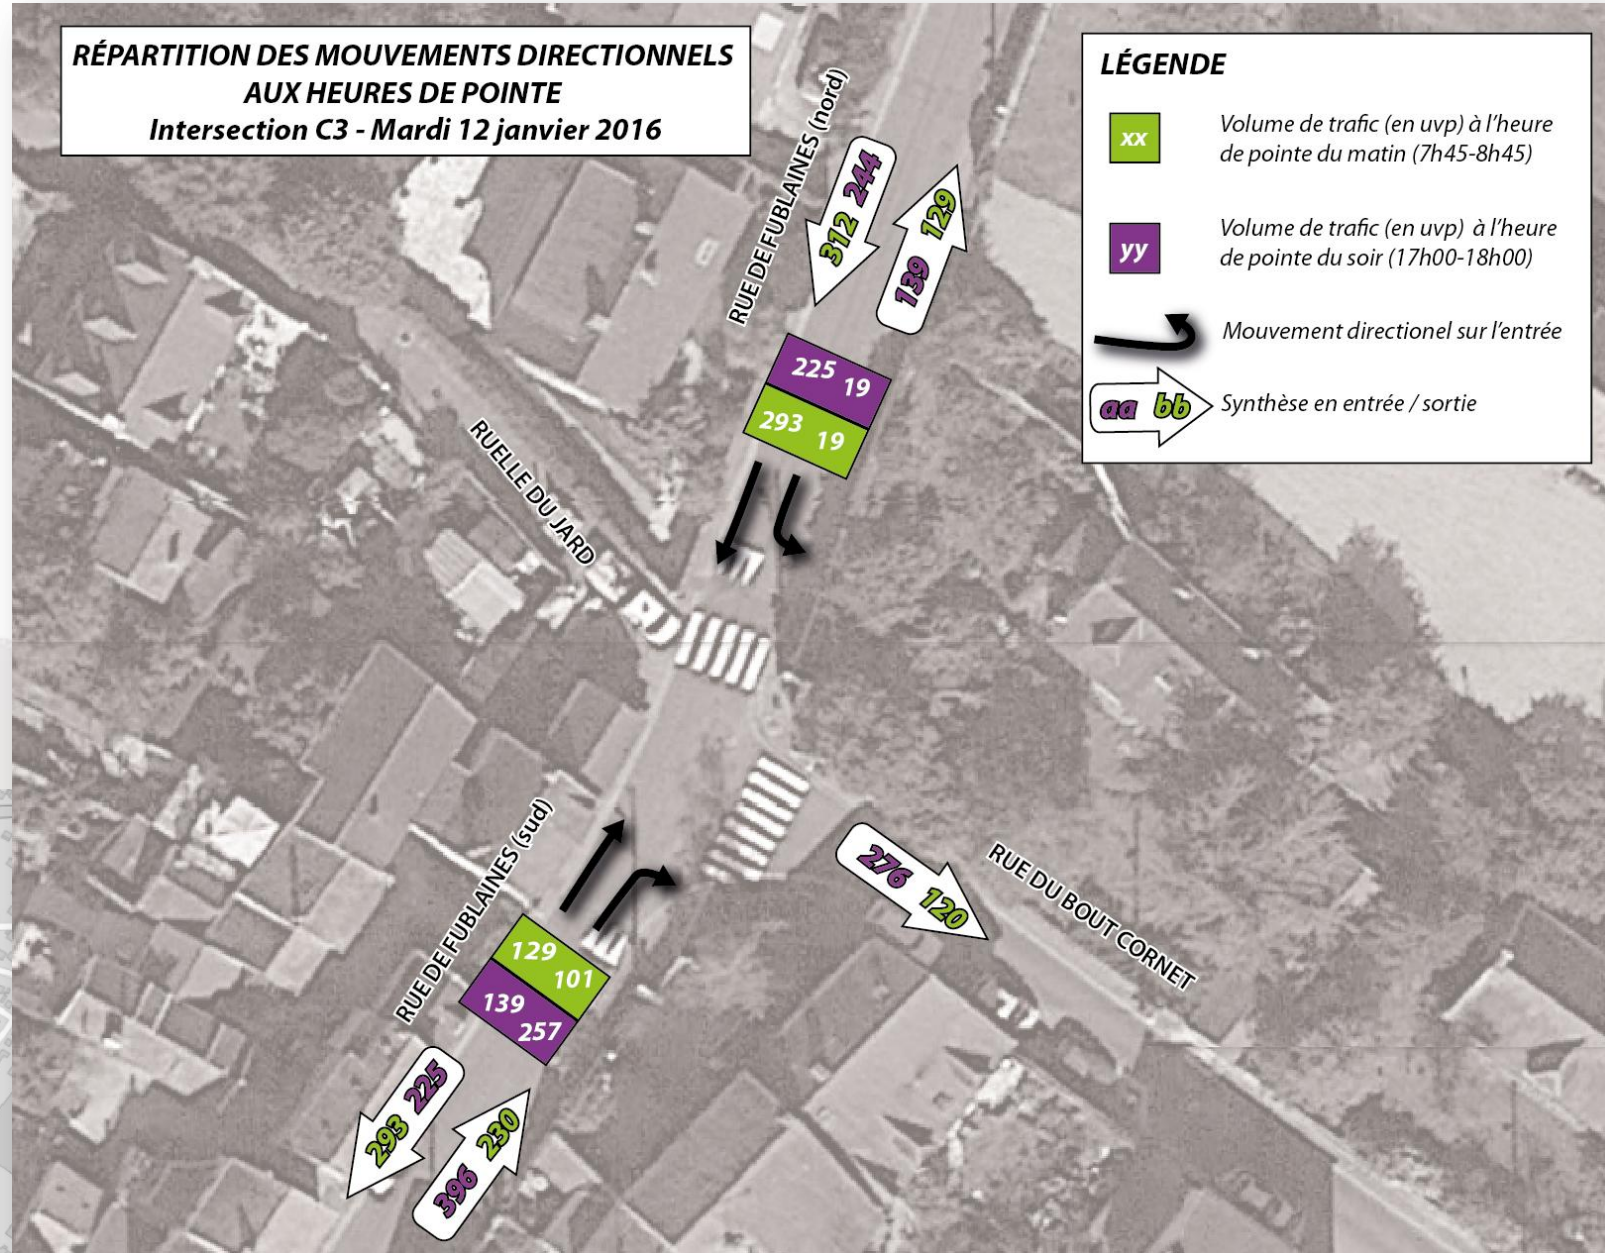 RÉPARTITION DES MOUVEMENTS DIRECTIONNELS
AUX HEURES DE POINTE
Intersection C3 - Mardi 12 janvier 2016
LÉGENDE
xx
Volume de trafic (en uvp) à l'heure
de pointe du matin (7h45-8h45)
yy
Volume de trafic (en uvp) à l'heure
de pointe du soir (17h00-18h00)
Mouvement directionel sur l'entrée
aa bb
Synthèse en entrée / sortie
RUE DE FUBLAINES (nord)
312 244
139 129
225 19
293 19
RUELLE DU JARD
RUE DE FUBLAINES (sud)
276 120
RUE DU BOUT CORNET
129 101
139 257
293 225
396 230